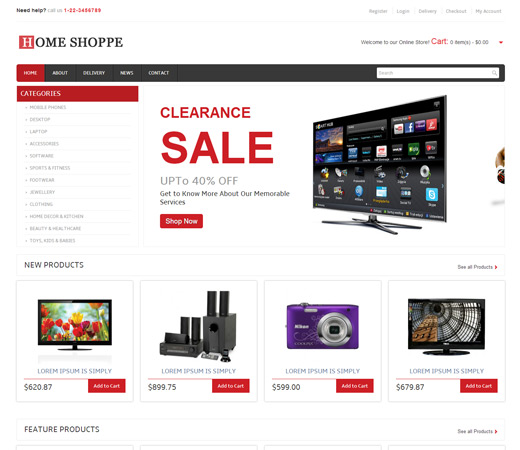 Need help? call us 1-22-3456789
Register Login Delivery Checkout My Account
HOME SHOPPE
Welcome to our Online Store! Cart: 0 item(s) - $0.00
HOME ABOUT DELIVERY NEWS CONTACT
Search
CATEGORIES
MOBILE PHONES
DESKTOP
LAPTOP
ACCESSORIES
SOFTWARE
SPORTS & FITNESS
FOOTWEAR
JEWELLERY
CLOTHING
HOME DECOR & KITCHEN
BEAUTY & HEALTHCARE
TOYS, KIDS & BABIES
CLEARANCE
SALE
UPTo 40% OFF
Get to Know More About Our Memorable
Services
Shop Now
NEW PRODUCTS
See all Products
Nikon
COOLPIX
LOREM IPSUM IS SIMPLY
$620.87 Add to Cart
LOREM IPSUM IS SIMPLY
$899.75 Add to Cart
LOREM IPSUM IS SIMPLY
$599.00 Add to Cart
LOREM IPSUM IS SIMPLY
$679.87 Add to Cart
FEATURE PRODUCTS
See all Products